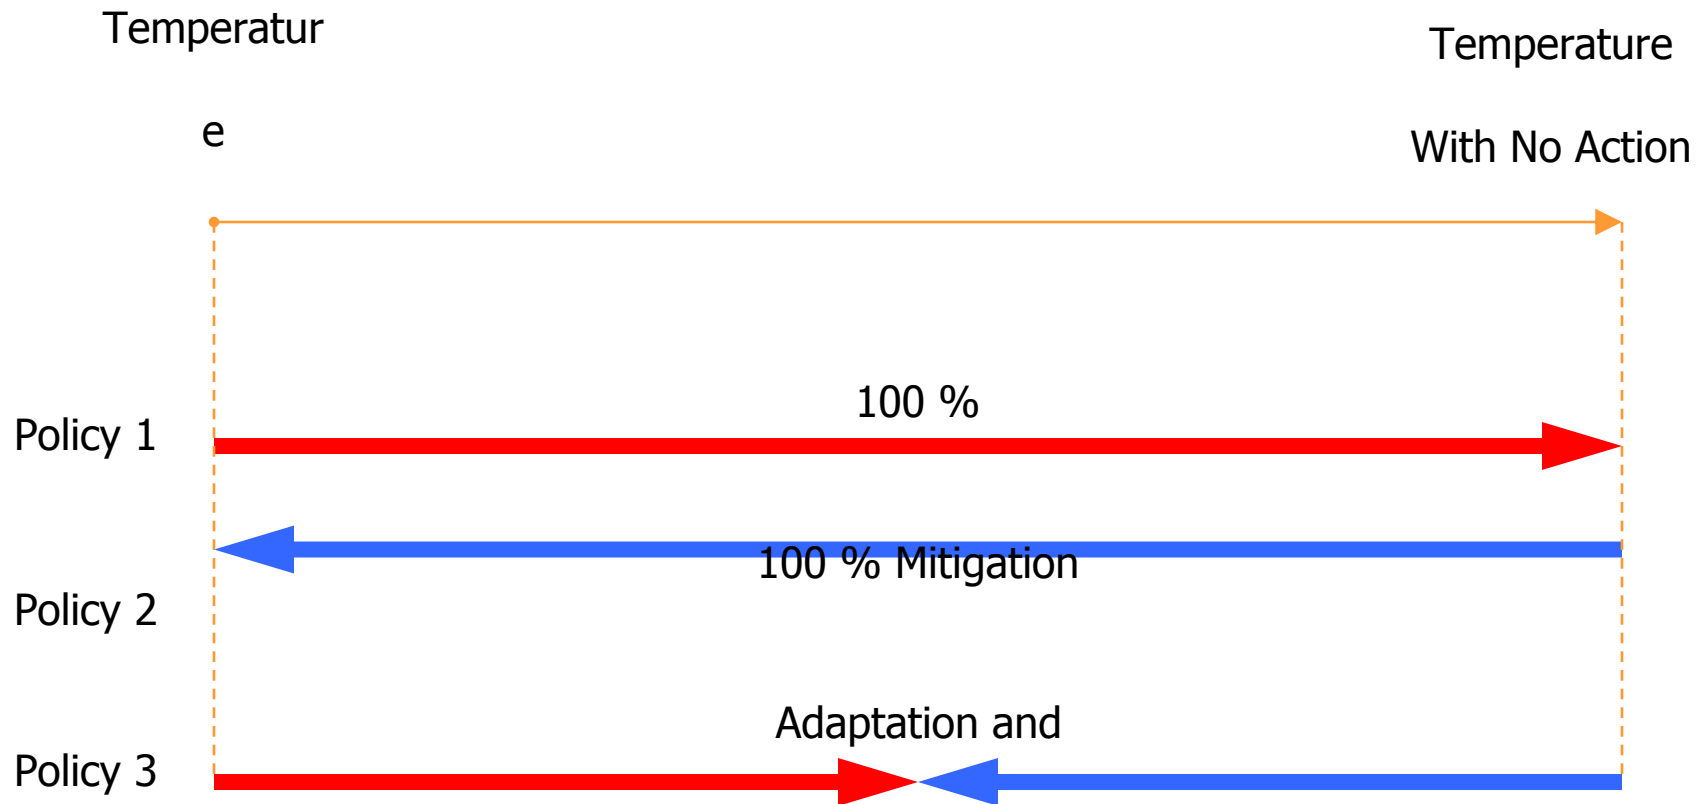 Temperatur
e
Temperature
With No Action
100 %
Policy 1
100 % Mitigation
Policy 2
Adaptation and
Policy 3